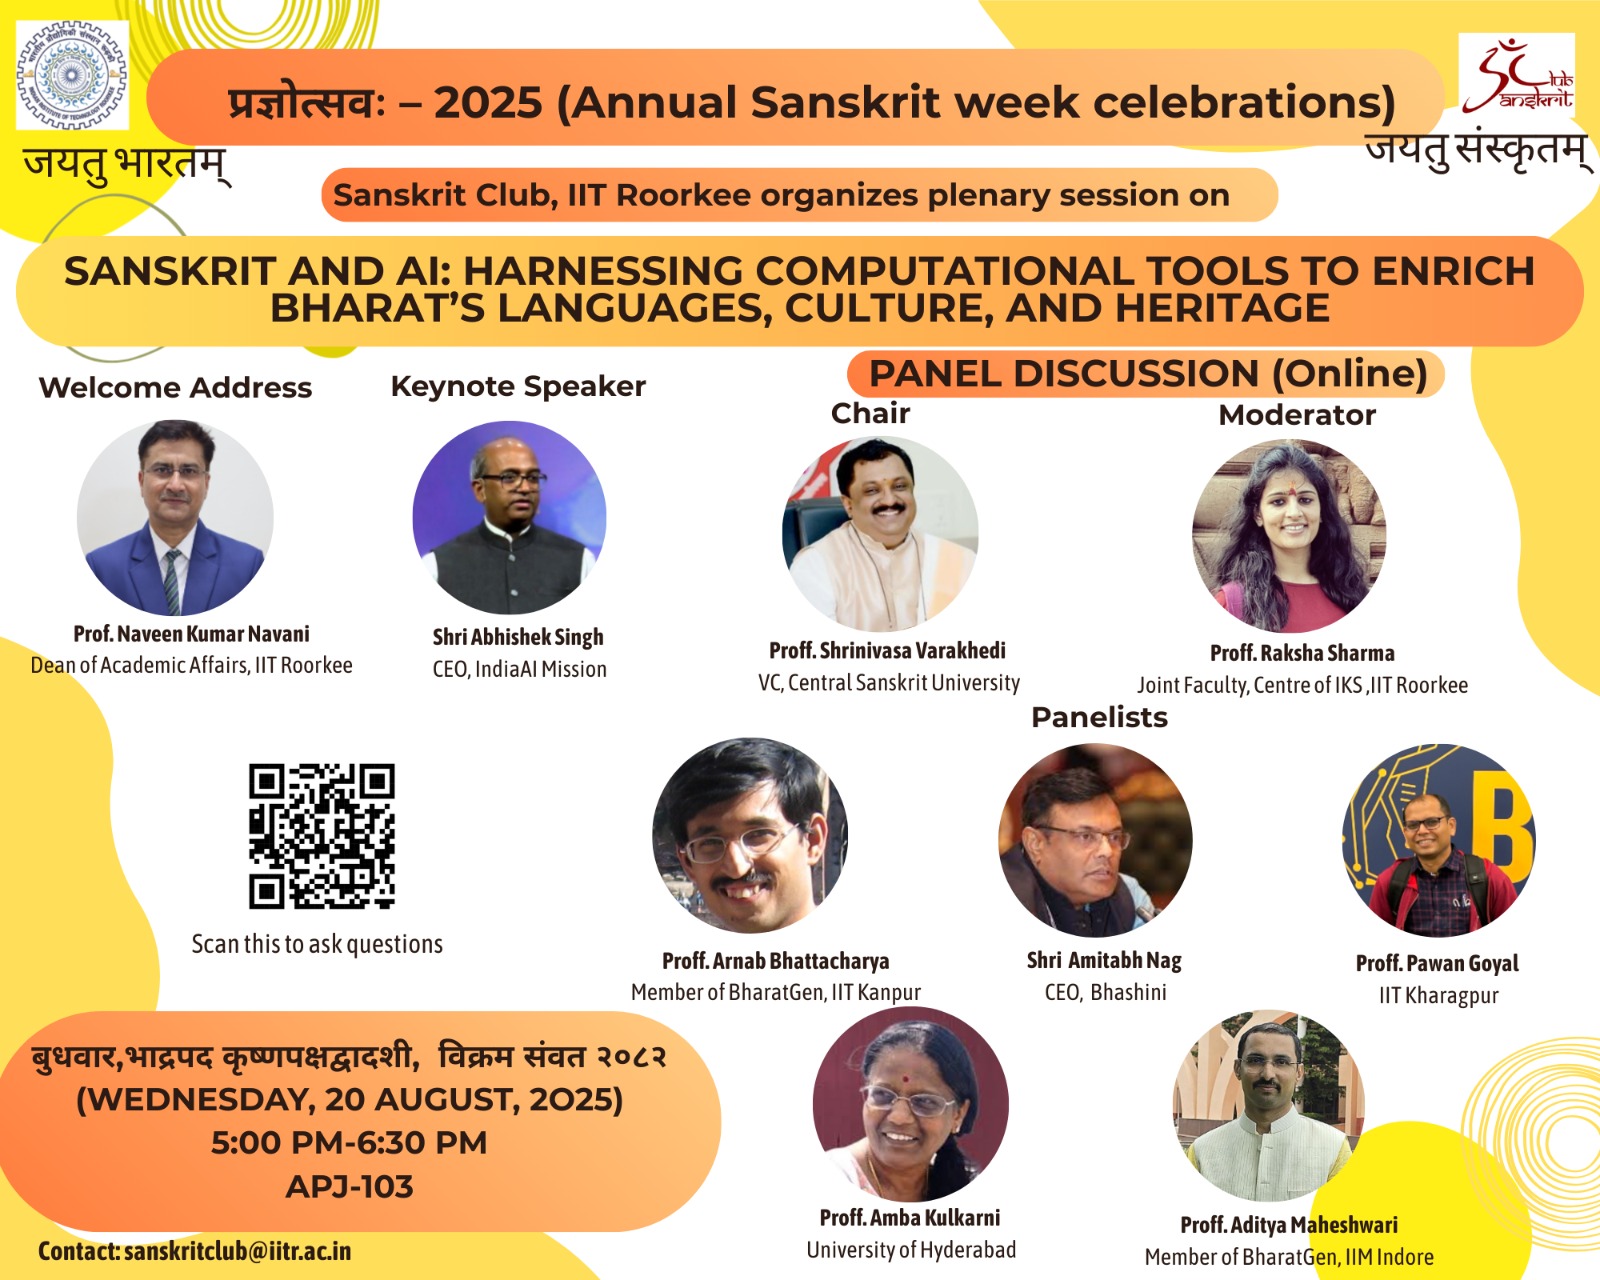 प्रज्ञोत्सवः – 2025 (Annual Sanskrit week celebrations)
जयतु भारतम्
Club
Sanskrit
जयतु संस्कृतम्
Sanskrit Club, IIT Roorkee organizes plenary session on
SANSKRIT AND AI: HARNESSING COMPUTATIONAL TOOLS TO ENRICH
BHARAT’S LANGUAGES, CULTURE, AND HERITAGE
PANEL DISCUSSION (Online)
Welcome Address
Keynote Speaker
Chair
Moderator
Prof. Naveen Kumar Navani
Dean of Academic Affairs, IIT Roorkee
Shri Abhishek Singh
CEO, IndiaAI Mission
Proff. Shrinivasa Varakhedi
VC, Central Sanskrit University
Proff. Raksha Sharma
Joint Faculty, Centre of IKS ,IIT Roorkee
Panelists
B
Scan this to ask questions
Proff. Arnab Bhattacharya
Member of BharatGen, IIT Kanpur
Shri Amitabh Nag
CEO, Bhashini
Proff. Pawan Goyal
IIT Kharagpur
बुधवार,भाद्रपद कृष्णपक्षद्वादशी, विक्रम संवत २०८२
(WEDNESDAY, 20 AUGUST, 2O25)
5:00 PM-6:30 PM
APJ-103
Contact: sanskritclub@iitr.ac.in
Proff. Amba Kulkarni
University of Hyderabad
Proff. Aditya Maheshwari
Member of BharatGen, IIM Indore